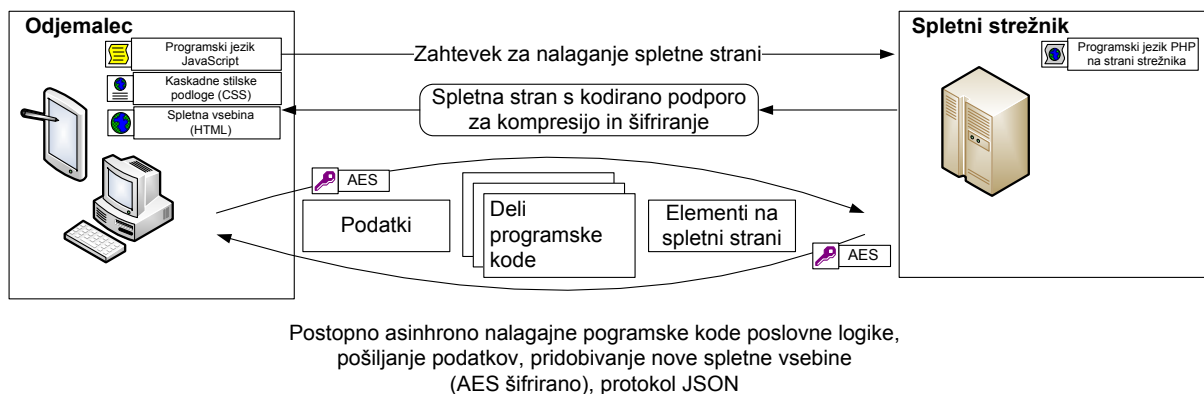 Odjemalec
Programski jezik
JavaScript
Kaskadne stilske
podloge (CSS)
Spletna vsebina
(HTML)
Zahtevek za nalaganje spletne strani
Spletna stran s kodirano podporo
za kompresijo in šifriranje
Spletni strežnik
Programski jezik PHP
na strani strežnika
AES
Podatki
Deli
programske
kode
Elementi na
spletni strani
AES
Postopno asinhrono nalagajne pogramske kode poslovne logike,
pošiljanje podatkov, pridobivanje nove spletne vsebine
(AES šifrirano), protokol JSON